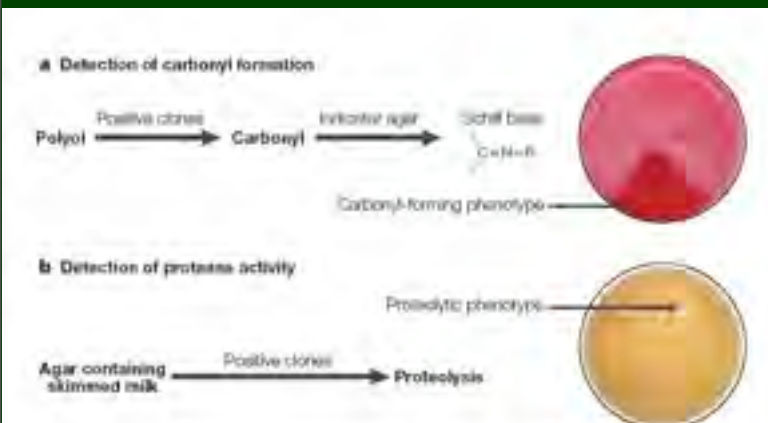 a Detection of carbonyl formation
Positive clones
Indicator agar
Schiff base
Polyol
Carbonyl
C=N-R
Carbonyl-forming phenotype
b Detection of protease activity
Proteolytic phenotype
Positive clones
Agar containing
skimmed milk
Proteolysis